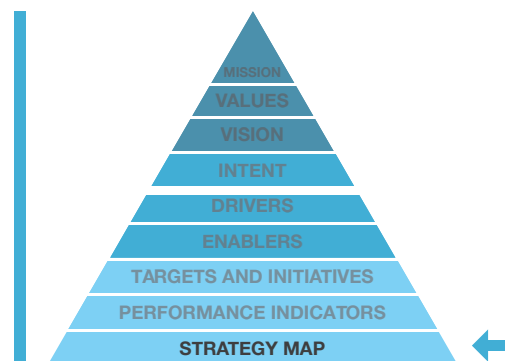 MISSION
VALUES
VISION
INTENT
DRIVERS
ENABLERS
TARGETS AND INITIATIVES
PERFORMANCE INDICATORS
STRATEGY MAP